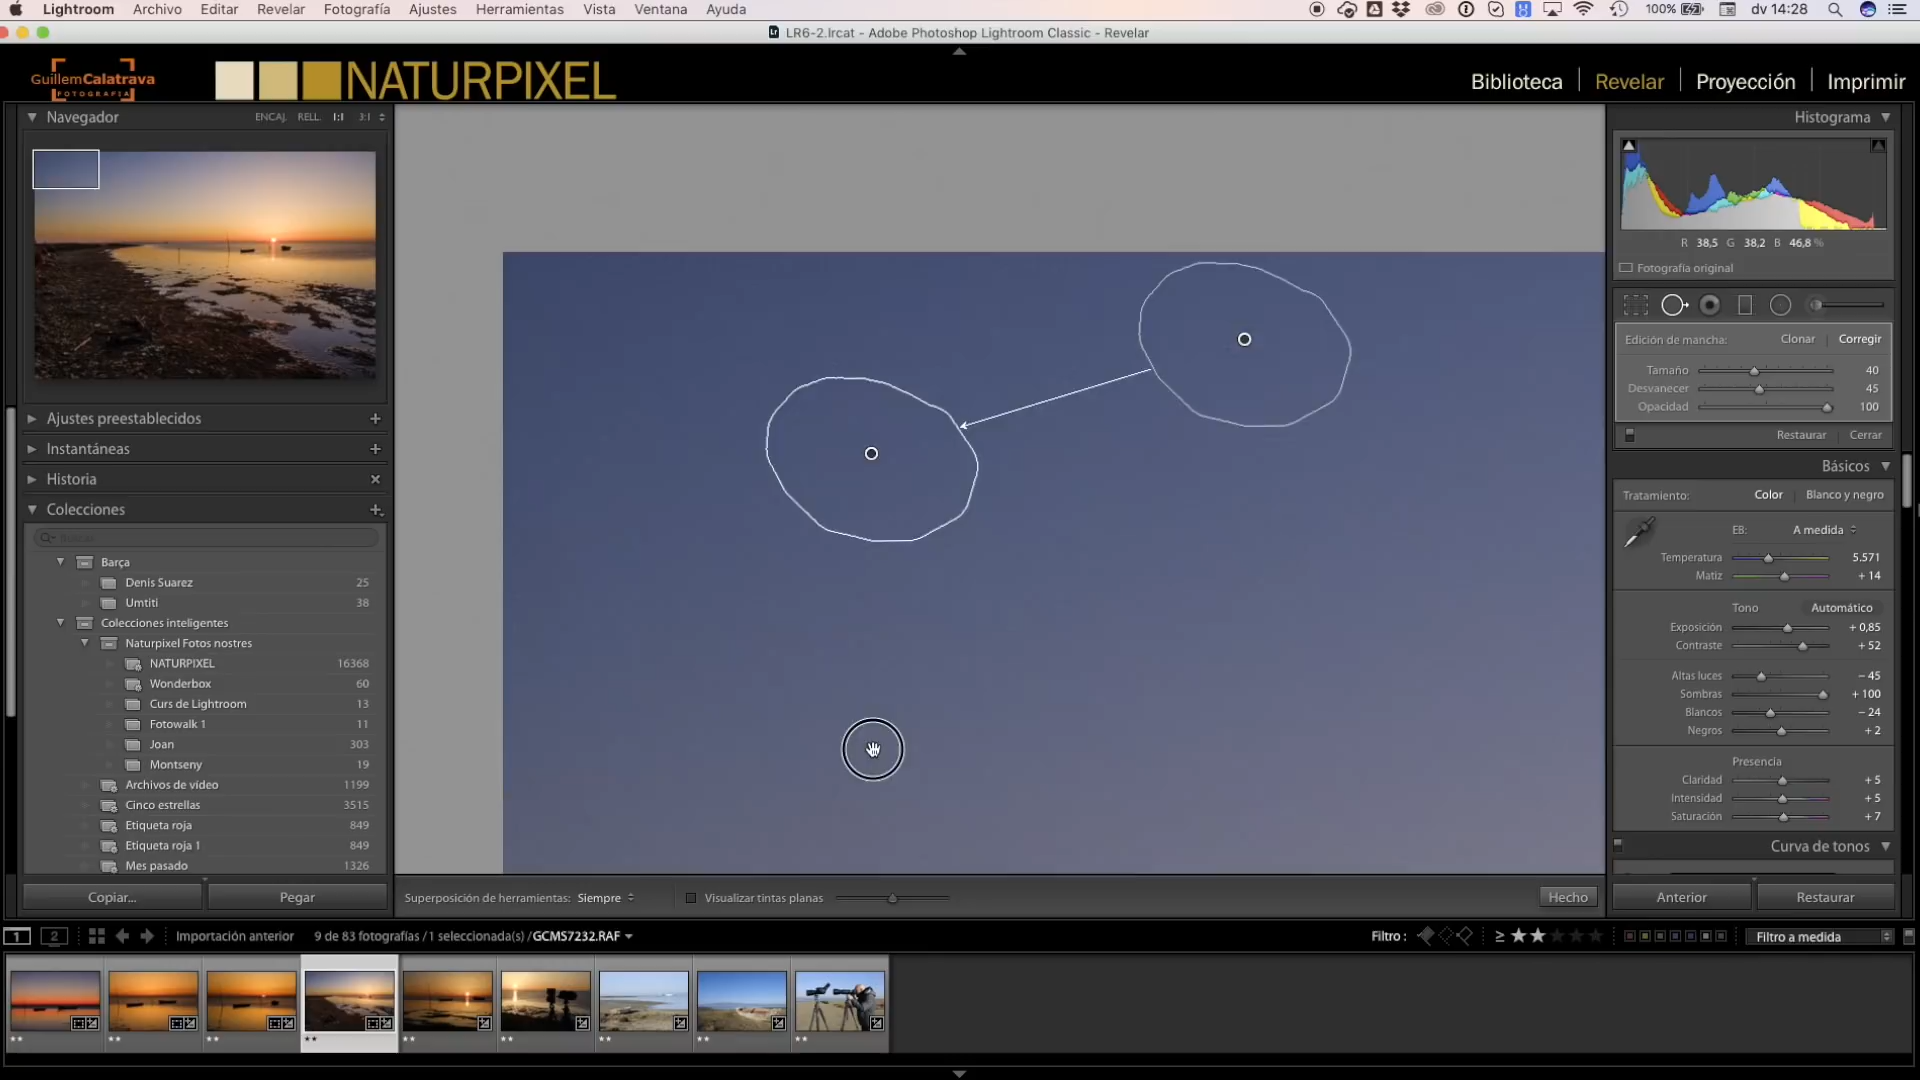 Lightroom Archivo Editar Revelar Fotografía Ajustes Herramientas Vista Ventana Ayuda 100% dv 14:28
LR6-2.lrcat - Adobe Photoshop Lightroom Classic - Revelar
GuillemCalatrava
FOTOGRAFIA
NATURPIXEL
Biblioteca Revelar Proyección Imprimir
Navegador ENCAJ. RELL. 1:1 3:1
Ajustes preestablecidos
Instantáneas
Historia
Colecciones
Barça
Denis Suarez 25
Umtiti 38
Colecciones inteligentes
Naturpixel Fotos nostres
NATURPIXEL 16368
Wonderbox 60
Curs de Lightroom 13
Fotowalk 1 11
Joan 303
Montseny 19
Archivos de vídeo 1199
Cinco estrellas 3515
Etiqueta roja 849
Etiqueta roja 1 849
Mes pasado 1326
Copiar... Pegar
Superposición de herramientas: Siempre Visualizar tintas planas Hecho
Histograma
R 38,5 G 38,2 B 46,8 %
Fotografía original
Edición de mancha: Clonar Corregir
Tamaño 40
Desvanecer 45
Opacidad 100
Restaurar Cerrar
Básicos
Tratamiento: Color Blanco y negro
EB: A medida
Temperatura 5.571
Matiz + 14
Tono Automático
Exposición + 0,85
Contraste + 52
Altas luces − 45
Sombras + 100
Blancos − 24
Negros + 2
Presencia
Claridad + 5
Intensidad + 5
Saturación + 7
Curva de tonos
Anterior Restaurar
1 2 Importación anterior 9 de 83 fotografías /1 seleccionada(s) /GCMS7232.RAF Filtro : ≥ Filtro a medida